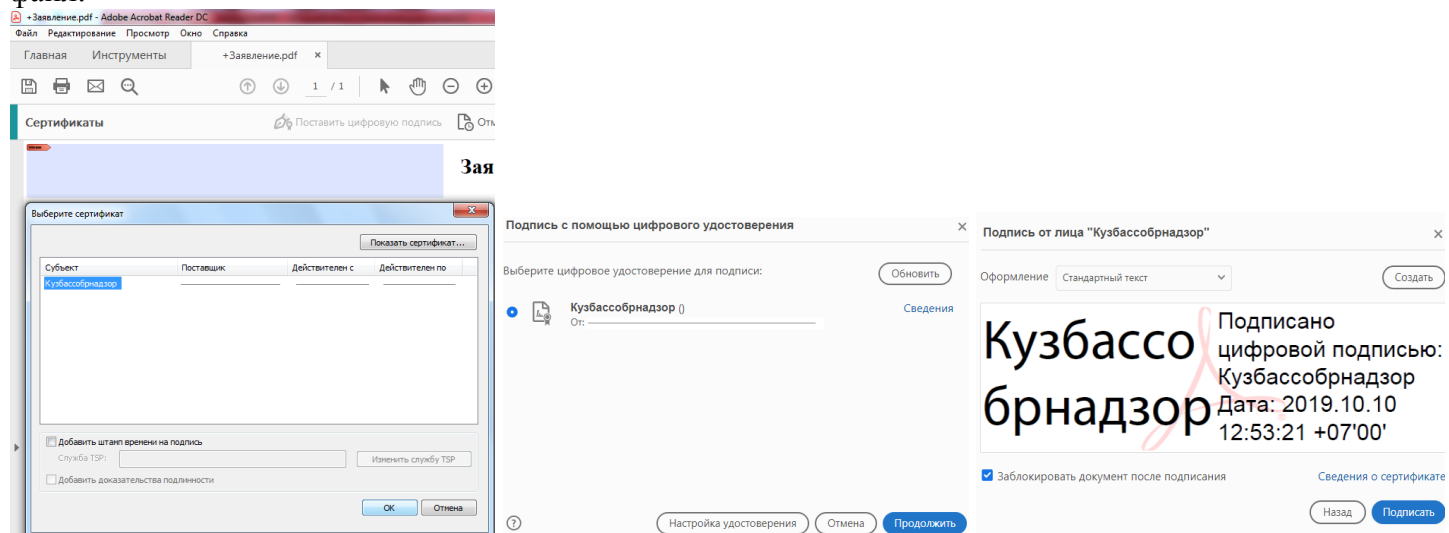 +Заявление.pdf - Adobe Acrobat Reader DC
Файл Редактирование Просмотр Окно Справка
Главная Инструменты +Заявление.pdf ×
1 / 1
Сертификаты Поставить цифровую подпись
Зая
Выберите сертификат
Показать сертификат...
Субъект Поставщик Действителен с Действителен по
Кузбассобрнадзор
Добавить штамп времени на подпись
Служба TSP: Изменить службу TSP
Добавить доказательства подлинности
ОК Отмена
Подпись с помощью цифрового удостоверения ×
Выберите цифровое удостоверение для подписи: Обновить
Кузбассобрнадзор () Сведения
От:
? Настройка удостоверения Отмена Продолжить
Подпись от лица "Кузбассобрнадзор" ×
Оформление Стандартный текст Создать
Кузбассо
брнадзор
Подписано
цифровой подписью:
Кузбассобрнадзор
Дата: 2019.10.10
12:53:21 +07'00'
Заблокировать документ после подписания Сведения о сертификате
Назад Подписать